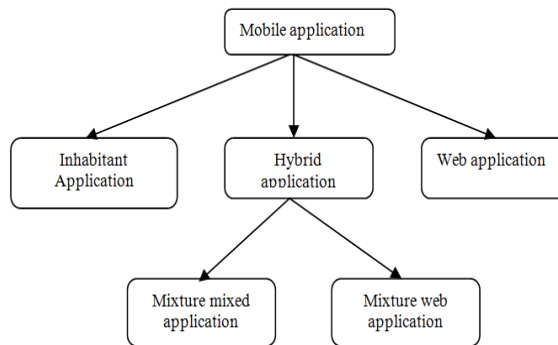 Mobile application
Inhabitant
Application
Hybrid
application
Web application
Mixture mixed
application
Mixture web
application